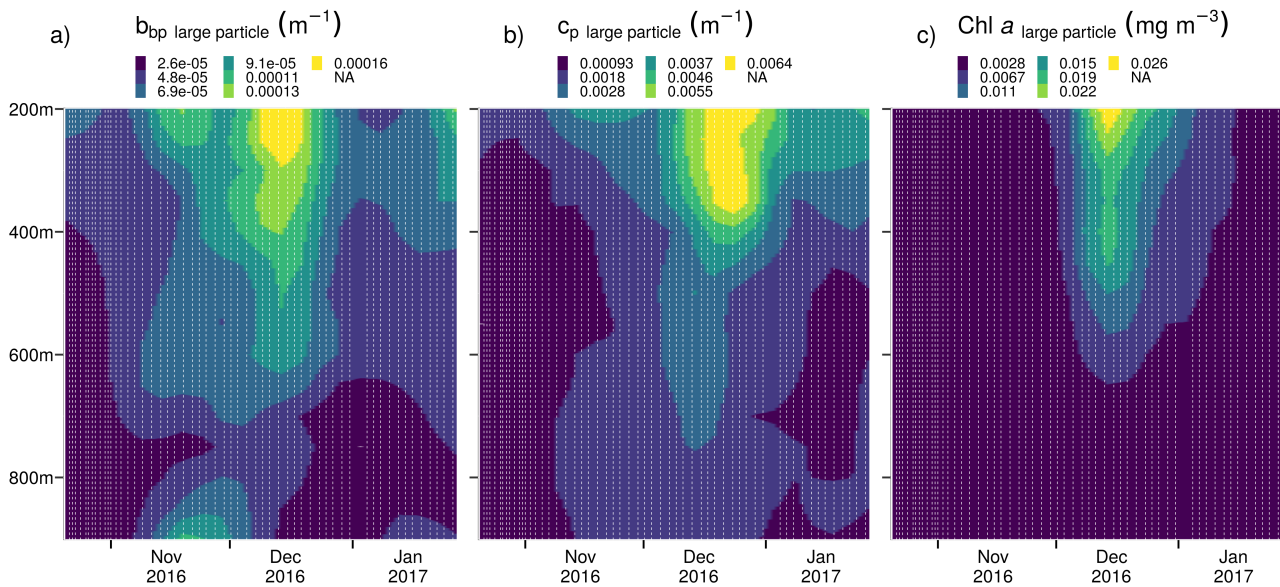 a) b_bp large particle (m⁻¹)
2.6e-05 9.1e-05 0.00016
4.8e-05 0.00011 NA
6.9e-05 0.00013
b) c_p large particle (m⁻¹)
0.00093 0.0037 0.0064
0.0018 0.0046 NA
0.0028 0.0055
c) Chl a large particle (mg m⁻³)
0.0028 0.015 0.026
0.0067 0.019 NA
0.011 0.022
200m
400m
600m
800m
Nov Dec Jan
2016 2016 2017
Nov Dec Jan
2016 2016 2017
Nov Dec Jan
2016 2016 2017